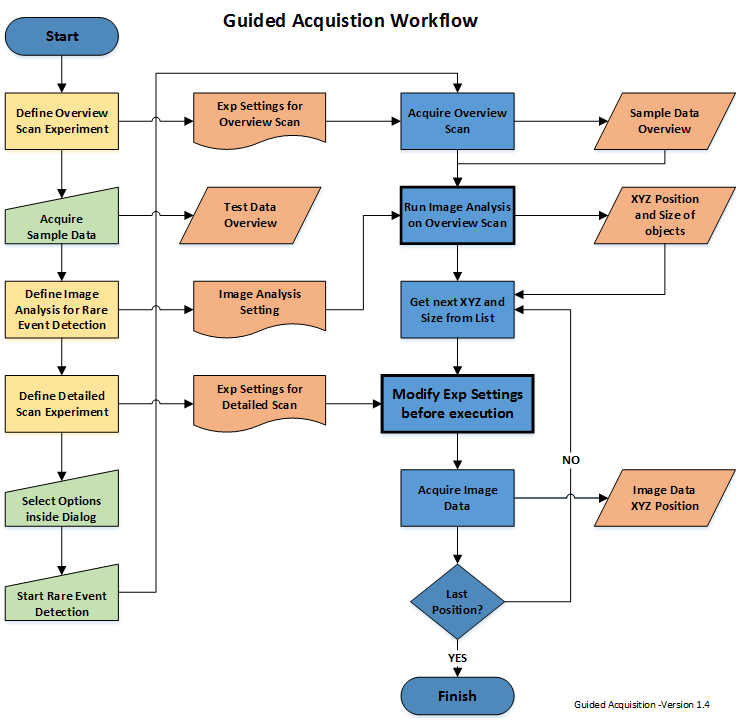 Guided Acquistion Workflow
Start
Define Overview
Scan Experiment
Exp Settings for
Overview Scan
Acquire Overview
Scan
Sample Data
Overview
Acquire
Sample Data
Test Data
Overview
Run Image Analysis
on Overview Scan
XYZ Position
and Size of
objects
Define Image
Analysis for Rare
Event Detection
Image Analysis
Setting
Get next XYZ and
Size from List
Define Detailed
Scan Experiment
Exp Settings for
Detailed Scan
Modify Exp Settings
before execution
NO
Select Options
inside Dialog
Acquire Image
Data
Image Data
XYZ Position
Start Rare Event
Detection
Last
Position?
YES
Finish
Guided Acquisition -Version 1.4